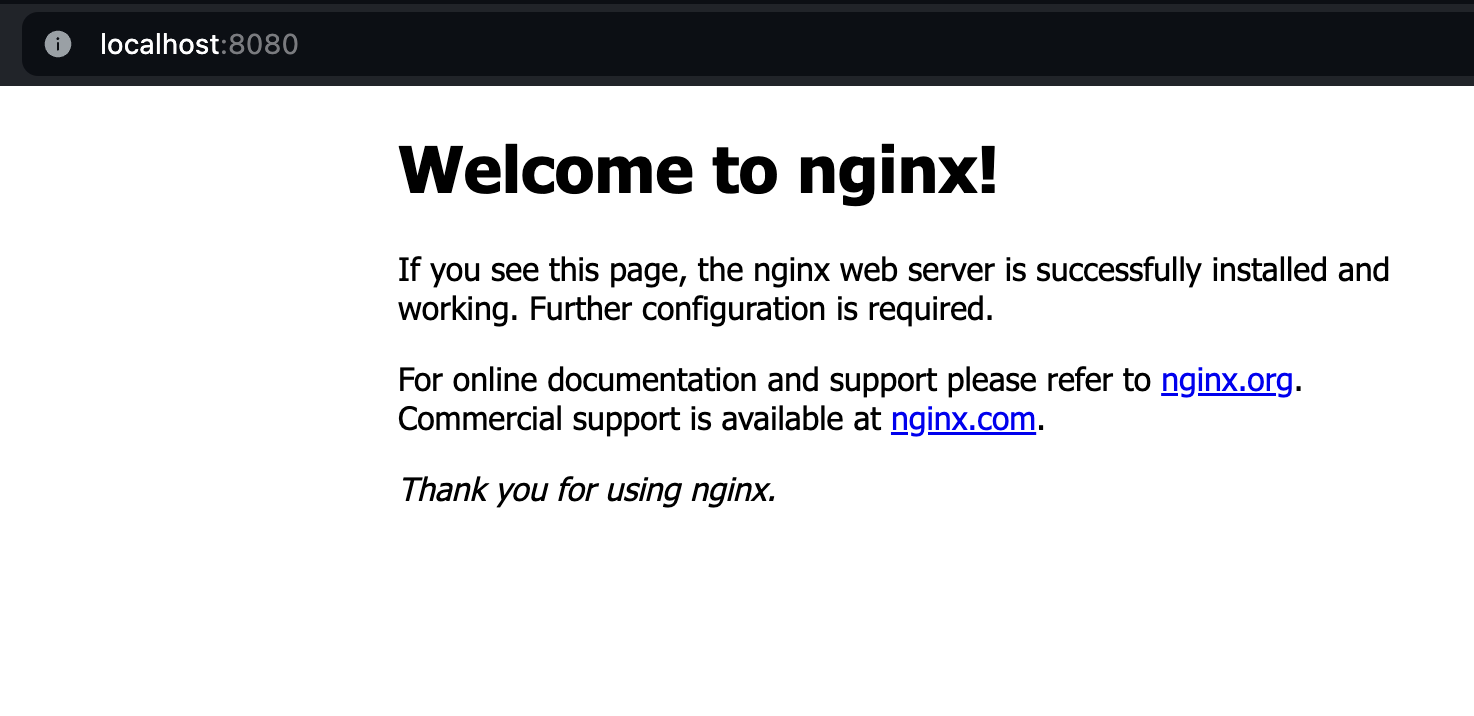 localhost:8080
Welcome to nginx!
If you see this page, the nginx web server is successfully installed and
working. Further configuration is required.
For online documentation and support please refer to nginx.org.
Commercial support is available at nginx.com.
Thank you for using nginx.